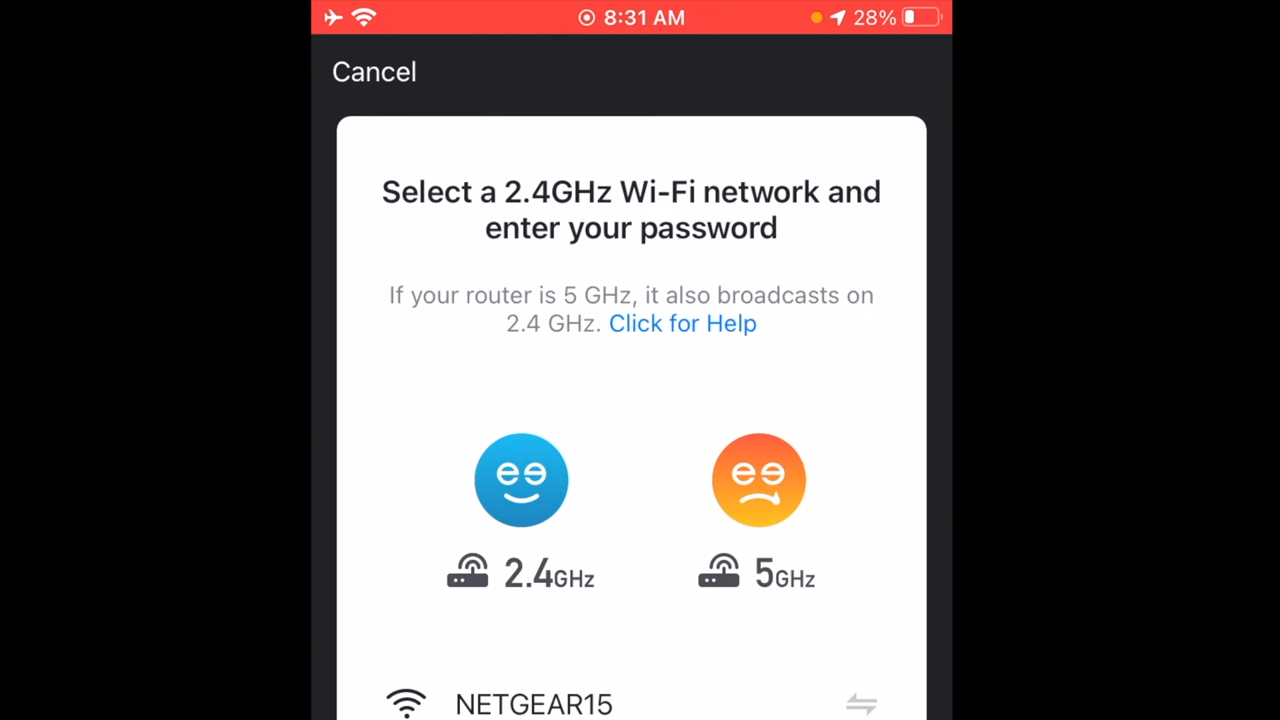 8:31 AM 28%
Cancel
Select a 2.4GHz Wi-Fi network and
enter your password
If your router is 5 GHz, it also broadcasts on
2.4 GHz. Click for Help
2.4GHz 5GHz
NETGEAR15